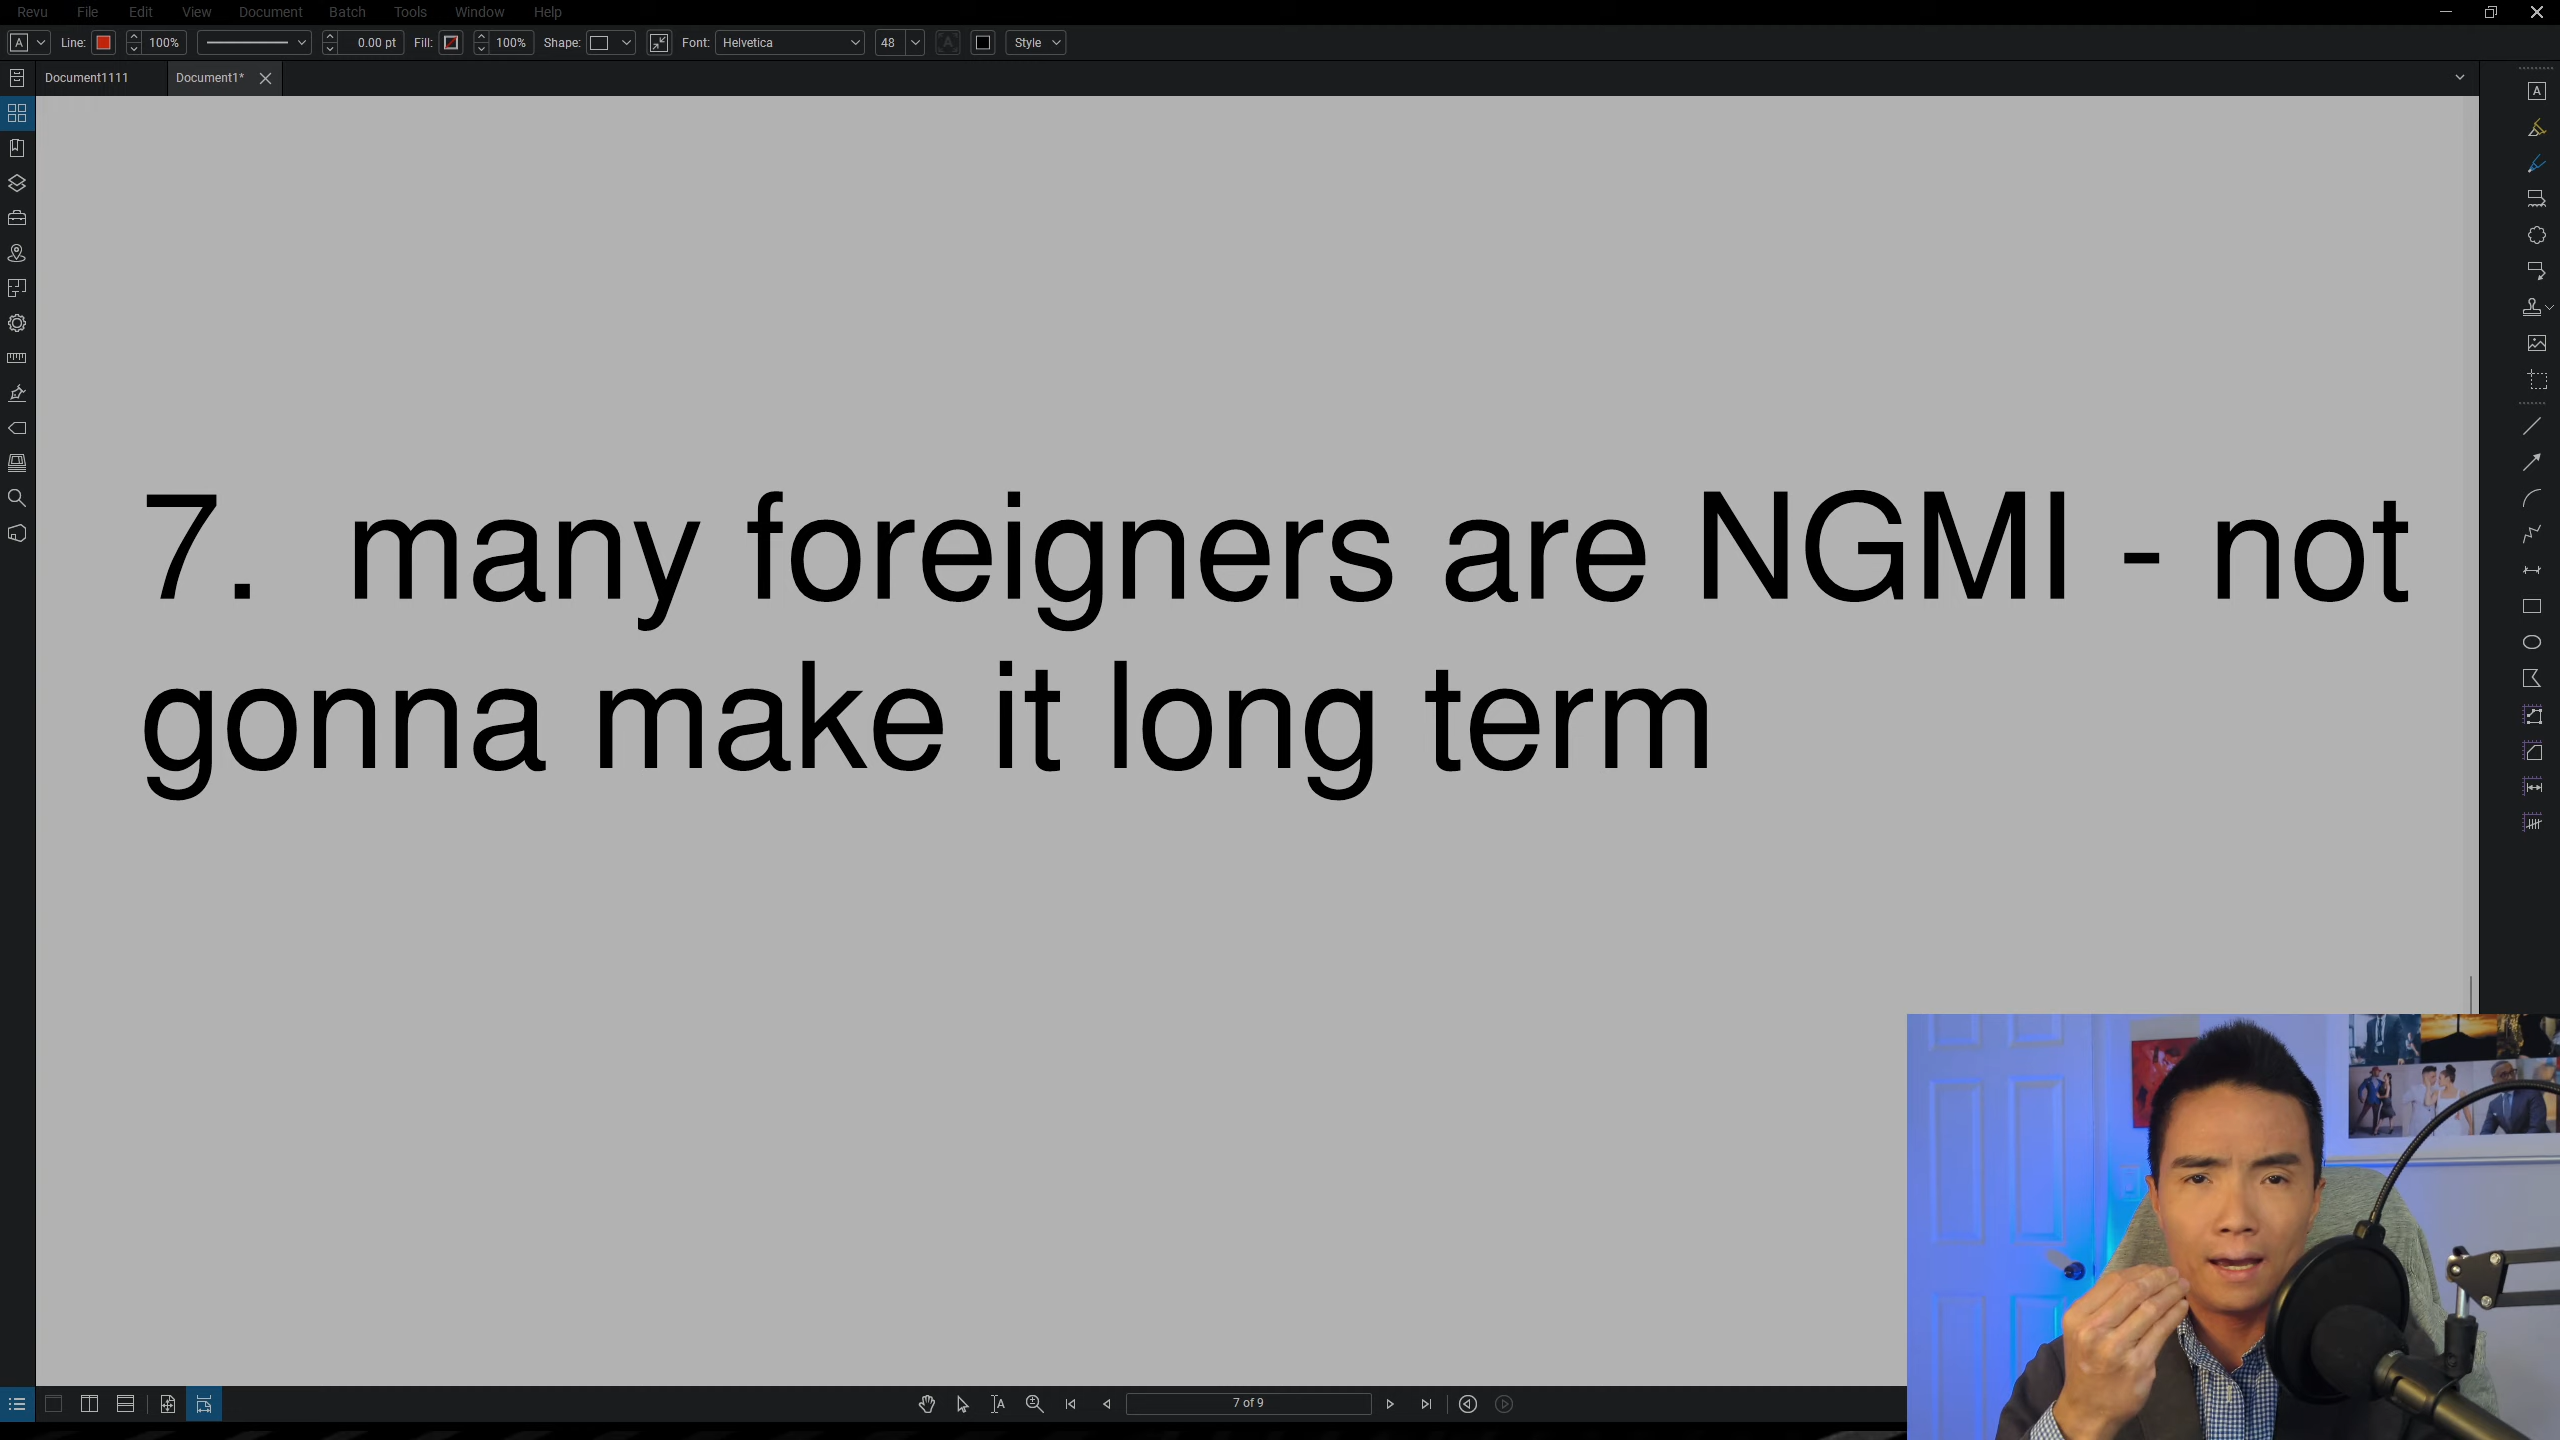 Revu File Edit View Document Batch Tools Window Help
A Line: 100% 0.00 pt Fill: 100% Shape: Font: Helvetica 48 A Style
Document1111 Document1*
A
7. many foreigners are NGMI - not
gonna make it long term
A 7 of 9